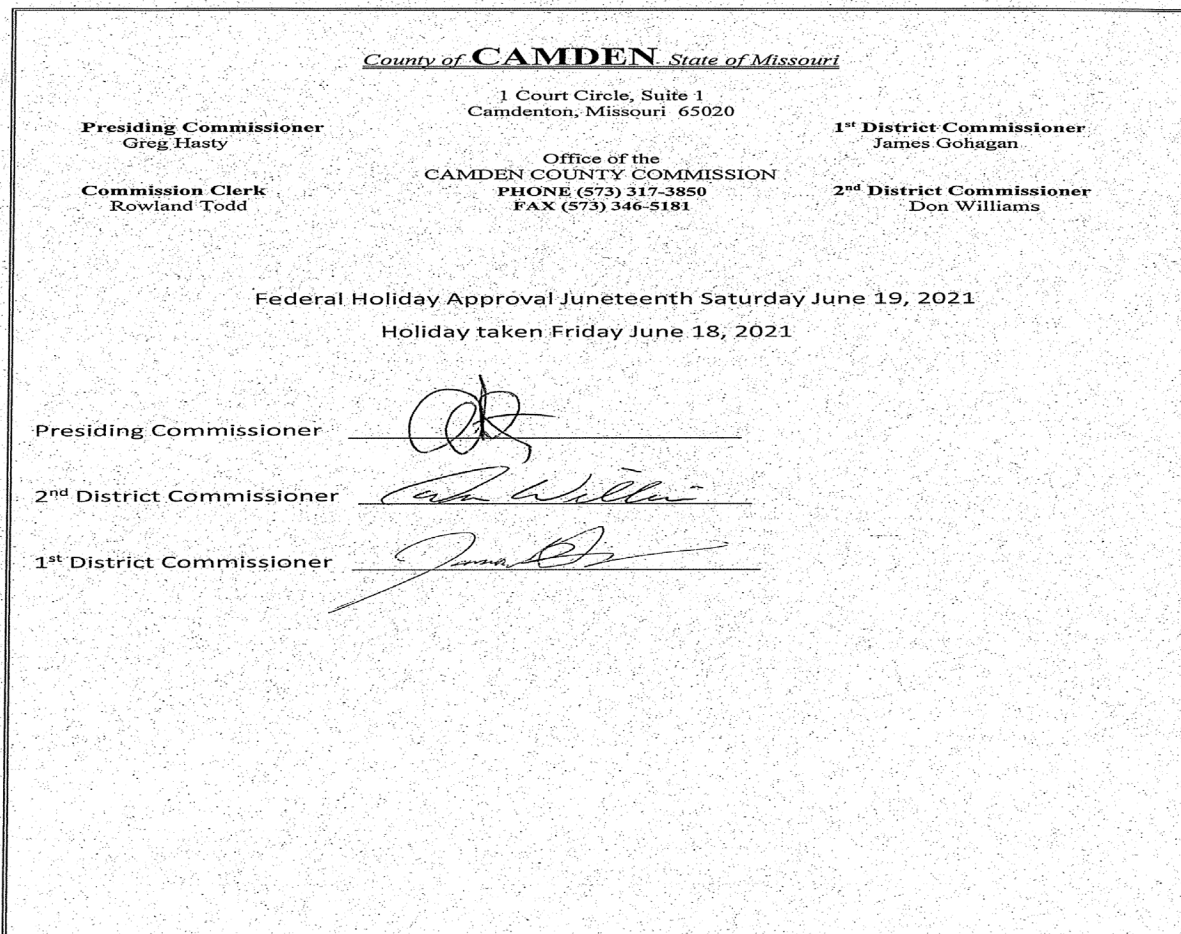 County of CAMDEN State of Missouri
1 Court Circle, Suite 1
Camdenton, Missouri 65020
Presiding Commissioner
Greg Hasty
1st District Commissioner
James Gohagan
Office of the
CAMDEN COUNTY COMMISSION
PHONE (573) 317-3850
FAX (573) 346-5181
Commission Clerk
Rowland Todd
2nd District Commissioner
Don Williams
Federal Holiday Approval Juneteenth Saturday June 19, 2021
Holiday taken Friday June 18, 2021
Presiding Commissioner
2nd District Commissioner
1st District Commissioner